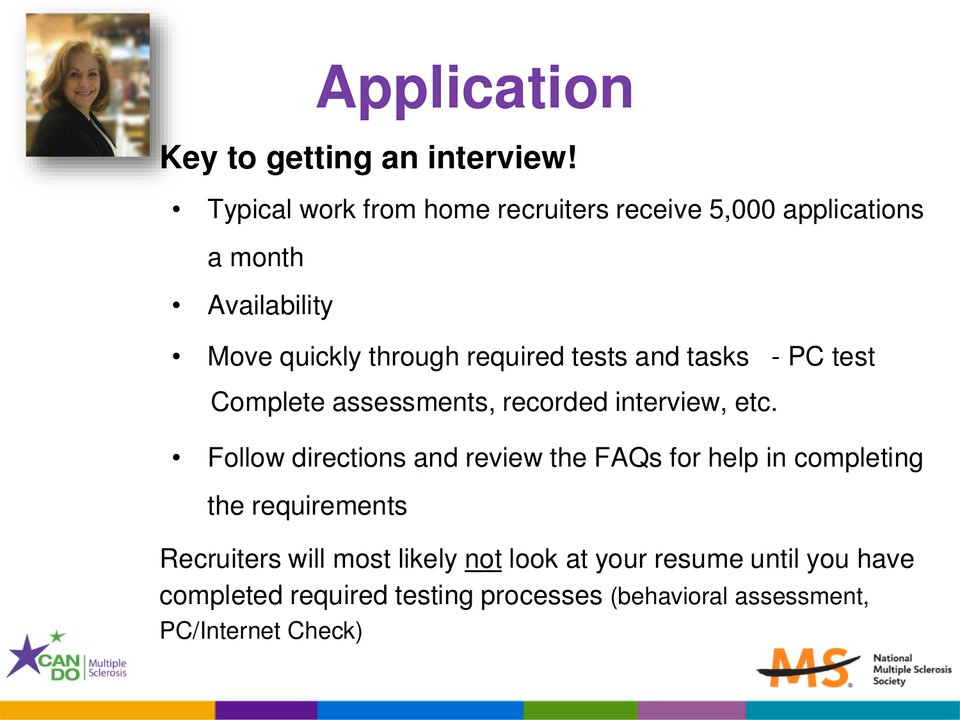 Application
Key to getting an interview!
• Typical work from home recruiters receive 5,000 applications
a month
• Availability
• Move quickly through required tests and tasks - PC test
Complete assessments, recorded interview, etc.
• Follow directions and review the FAQs for help in completing
the requirements
Recruiters will most likely not look at your resume until you have
completed required testing processes (behavioral assessment,
PC/Internet Check)
CAN
DO
Multiple
Sclerosis
MS®
National
Multiple Sclerosis
Society